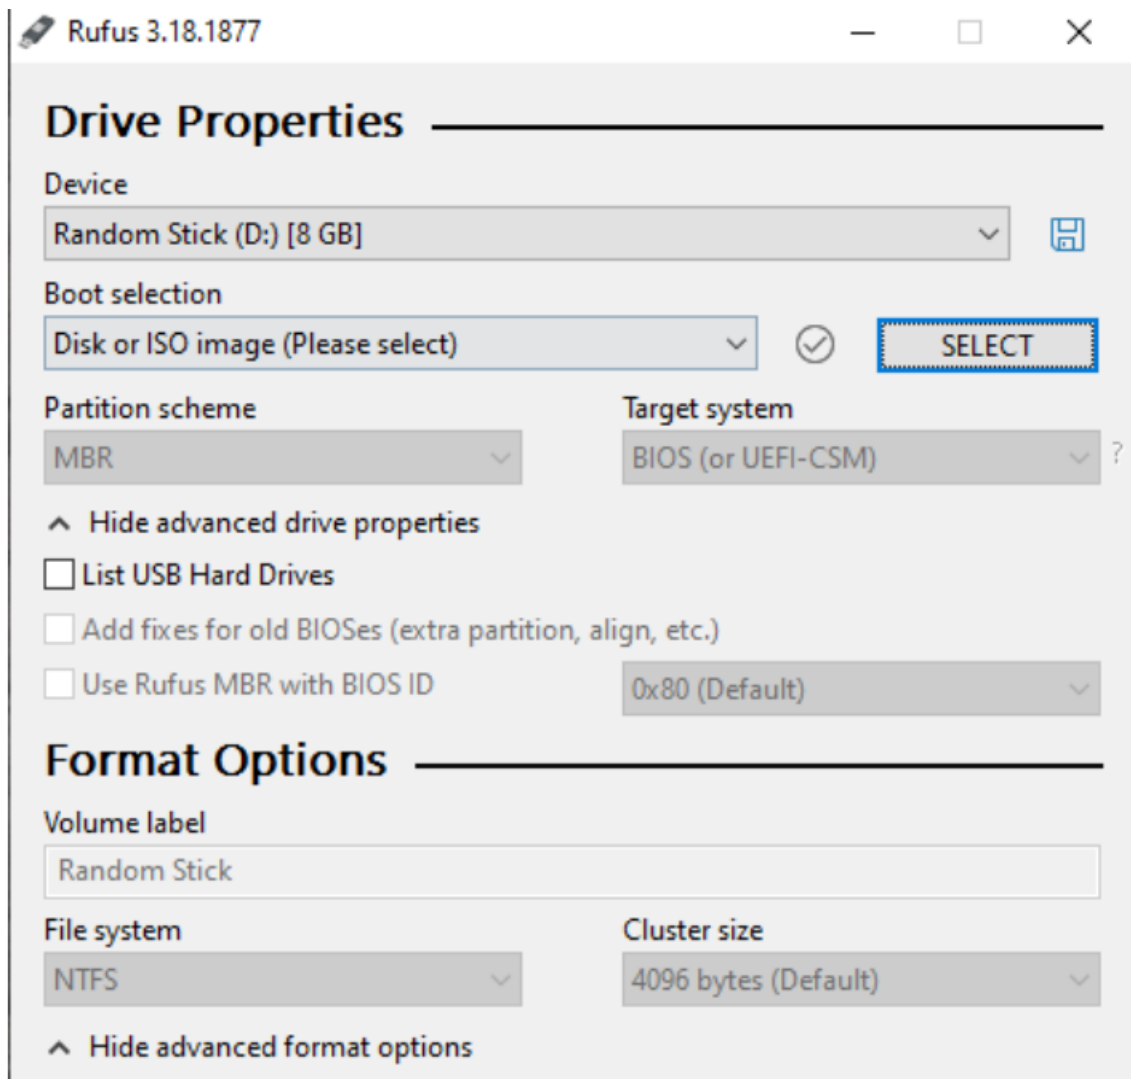 Rufus 3.18.1877
Drive Properties
Device
Random Stick (D:) [8 GB]
Boot selection
Disk or ISO image (Please select)
SELECT
Partition scheme
Target system
MBR
BIOS (or UEFI-CSM)
?
Hide advanced drive properties
List USB Hard Drives
Add fixes for old BIOSes (extra partition, align, etc.)
Use Rufus MBR with BIOS ID
0x80 (Default)
Format Options
Volume label
Random Stick
File system
Cluster size
NTFS
4096 bytes (Default)
Hide advanced format options